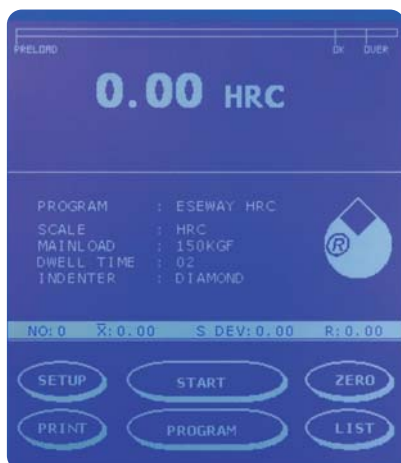 PRELOAD OK OVER
0.00 HRC
PROGRAM : ESEWAY HRC
SCALE : HRC
MAINLOAD : 150KGF
DWELL TIME : 02
INDENTER : DIAMOND
®
NO:0 X̄:0.00 S DEV:0.00 R:0.00
SETUP START ZERO
PRINT PROGRAM LIST